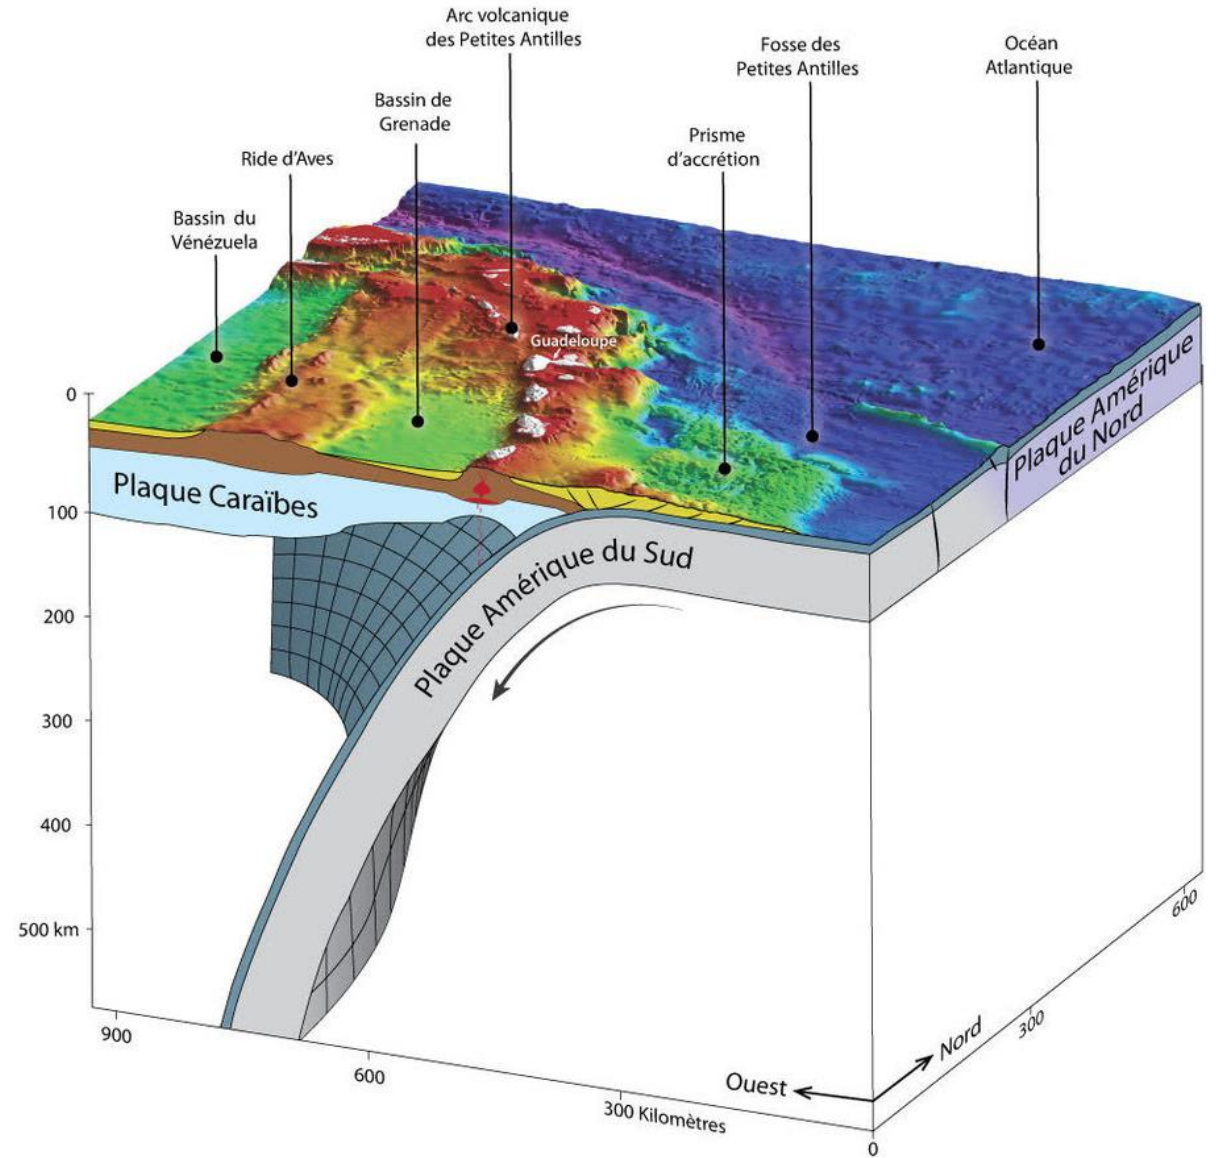 Arc volcanique
des Petites Antilles
Fosse des
Petites Antilles
Océan
Atlantique
Bassin de
Grenade
Prisme
d'accrétion
Ride d'Aves
Bassin du
Vénézuela
Guadeloupe
0
100
200
300
400
500 km
Plaque Caraïbes
Plaque Amérique du Sud
Plaque Amérique
du Nord
900
600
300 Kilomètres
0
300
600
Ouest
Nord